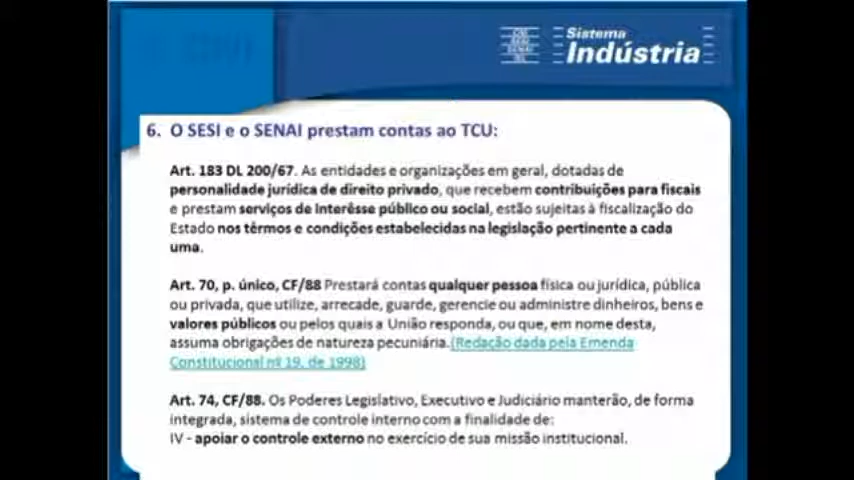 Sistema
Indústria
6. O SESI e o SENAI prestam contas ao TCU:
Art. 183 DL 200/67. As entidades e organizações em geral, dotadas de
personalidade jurídica de direito privado, que recebem contribuições para fiscais
e prestam serviços de interêsse público ou social, estão sujeitas à fiscalização do
Estado nos têrmos e condições estabelecidas na legislação pertinente a cada
uma.
Art. 70, p. único, CF/88 Prestará contas qualquer pessoa física ou jurídica, pública
ou privada, que utilize, arrecade, guarde, gerencie ou administre dinheiros, bens e
valores públicos ou pelos quais a União responda, ou que, em nome desta,
assuma obrigações de natureza pecuniária.(Redação dada pela Emenda
Constitucional nº 19, de 1998)
Art. 74, CF/88. Os Poderes Legislativo, Executivo e Judiciário manterão, de forma
integrada, sistema de controle interno com a finalidade de:
IV - apoiar o controle externo no exercício de sua missão institucional.